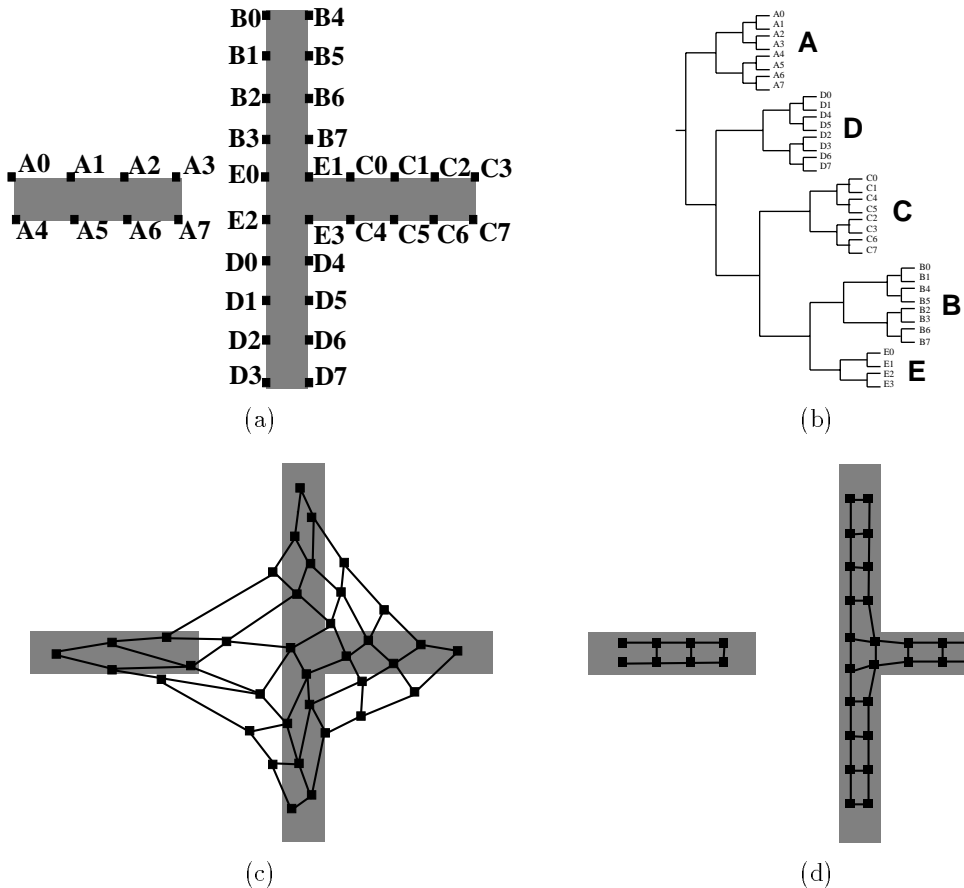 B0 B4
B1 B5
B2 B6
B3 B7
A0 A1 A2 A3 E0 E1 C0 C1 C2 C3
A4 A5 A6 A7 E2 E3 C4 C5 C6 C7
D0 D4
D1 D5
D2 D6
D3 D7
(a)
A0
A1
A2
A3
A4
A5
A6
A7
A
D0
D1
D4
D5
D2
D3
D6
D7
D
C0
C1
C4
C5
C2
C3
C6
C7
C
B0
B1
B4
B5
B2
B3
B6
B7
B
E0
E1
E2
E3
E
(b)
(c)
(d)